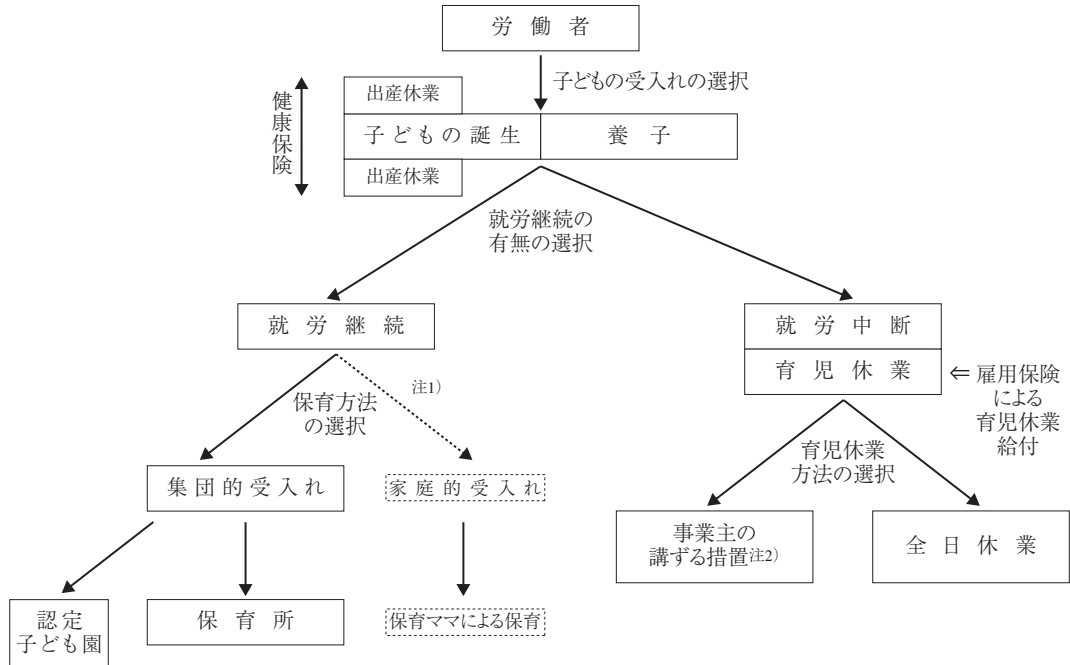 労働者
子どもの受入れの選択
健康保険
出産休業
子どもの誕生
養子
出産休業
就労継続の
有無の選択
就労継続
就労中断
育児休業
⇐ 雇用保険
による
育児休業
給付
注1）
保育方法
の選択
育児休業
方法の選択
集団的受入れ
家庭的受入れ
事業主の
講ずる措置注2）
全日休業
認定
子ども園
保育所
保育ママによる保育